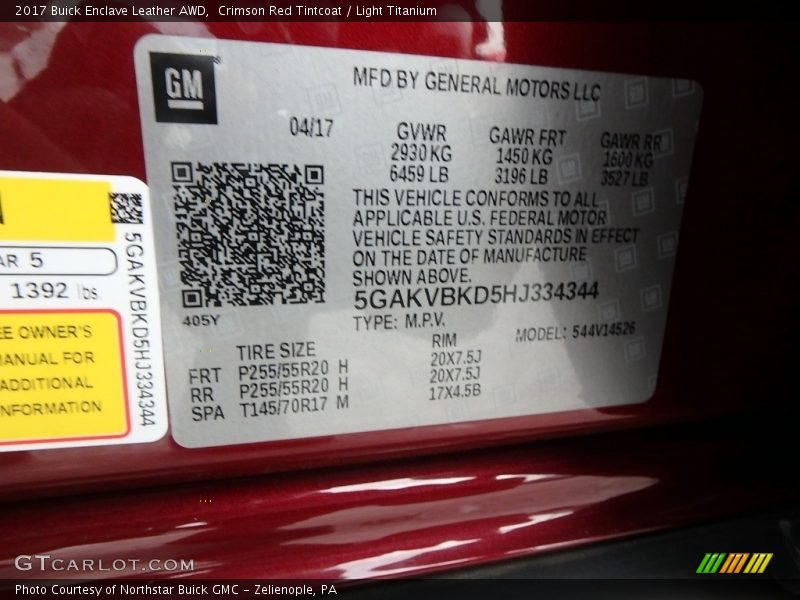 2017 Buick Enclave Leather AWD, Crimson Red Tintcoat / Light Titanium
GM
MFD BY GENERAL MOTORS LLC
04/17
GVWR GAWR FRT GAWR RR
2930 KG 1450 KG 1600 KG
6459 LB 3196 LB 3527 LB
THIS VEHICLE CONFORMS TO ALL
APPLICABLE U.S. FEDERAL MOTOR
VEHICLE SAFETY STANDARDS IN EFFECT
ON THE DATE OF MANUFACTURE
SHOWN ABOVE.
5GAKVBKD5HJ334344
405Y
TYPE: M.P.V. MODEL: 544V14526
TIRE SIZE RIM
FRT P255/55R20 H 20X7.5J
RR P255/55R20 H 20X7.5J
SPA T145/70R17 M 17X4.5B
AR 5
1392 lbs.
EE OWNER'S
MANUAL FOR
ADDITIONAL
NFORMATION
5GAKVBKD5HJ334344
GTCARLOT.COM
Photo Courtesy of Northstar Buick GMC - Zelienople, PA